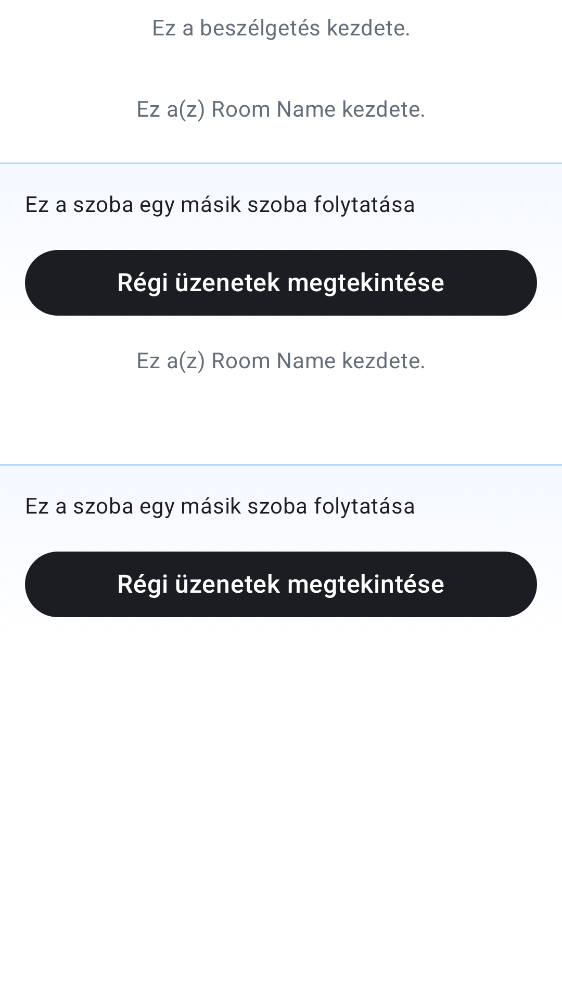 Ez a beszélgetés kezdete.
Ez a(z) Room Name kezdete.
Ez a szoba egy másik szoba folytatása
Régi üzenetek megtekintése
Ez a(z) Room Name kezdete.
Ez a szoba egy másik szoba folytatása
Régi üzenetek megtekintése